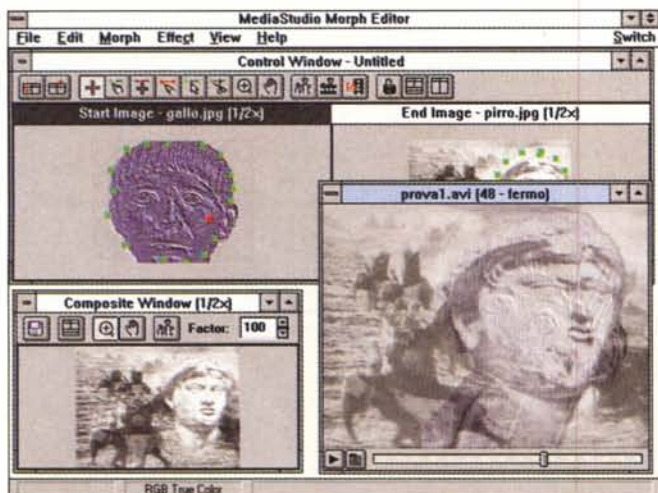 MediaStudio Morph Editor
File Edit Morph Effect View Help Switch
Control Window - Untitled
Start Image - gallo.jpg (1/2x)
End Image - pirro.jpg (1/2x)
prova1.avi (48 - fermo)
Composite Window (1/2x)
Factor: 100
RGB True Color